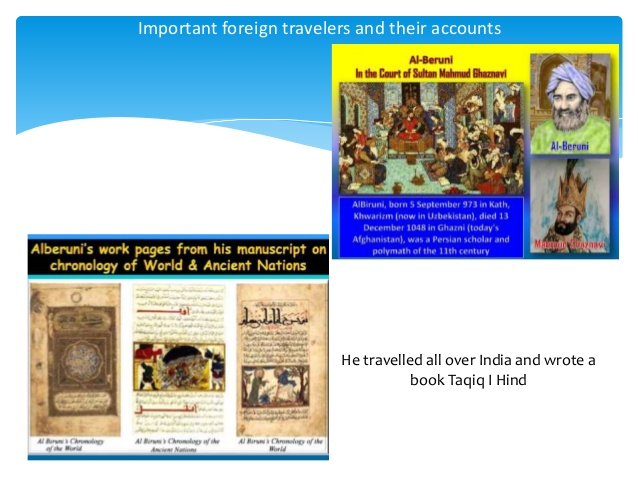 Important foreign travelers and their accounts
Al-Beruni
In the Court of Sultan Mahmud Ghaznavi
Al-Beruni
AlBiruni, born 5 September 973 in Kath,
Khwarizm (now in Uzbekistan), died 13
December 1048 in Ghazni (today's
Afghanistan), was a Persian scholar and
polymath of the 11th century
Mahmud Ghaznavi
Alberuni's work pages from his manuscript on
chronology of World & Ancient Nations
Al Biruni's Chronology
of the World
Al Biruni's Chronology of the
Ancient Nations
Al Biruni's Chronology of the
World
He travelled all over India and wrote a
book Taqiq I Hind